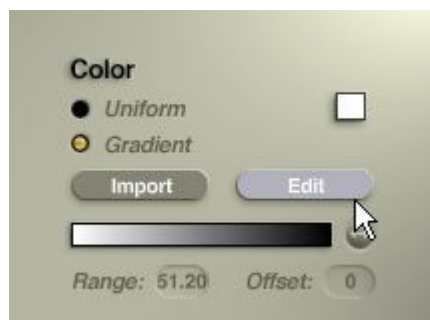 Color
Uniform
Gradient
Import Edit
Range: 51.20 Offset: 0